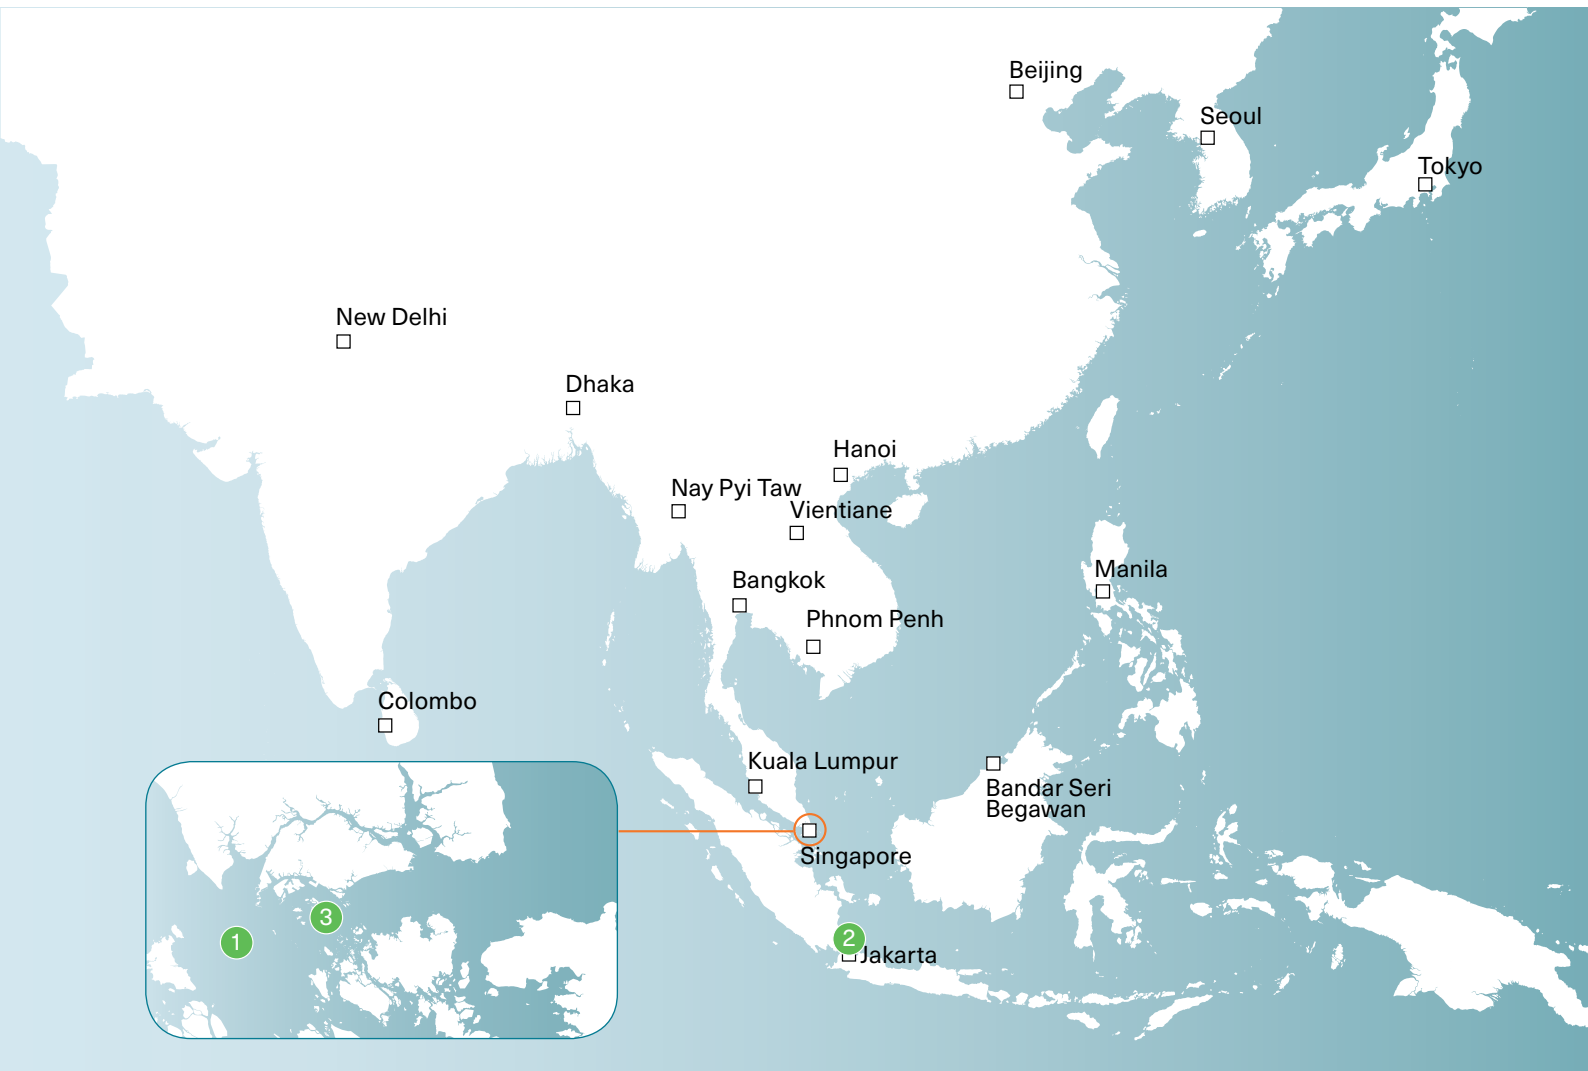 Beijing
Seoul
Tokyo
New Delhi
Dhaka
Hanoi
Nay Pyi Taw
Vientiane
Manila
Bangkok
Phnom Penh
Colombo
Kuala Lumpur
Bandar Seri
Begawan
Singapore
3
1
2
Jakarta